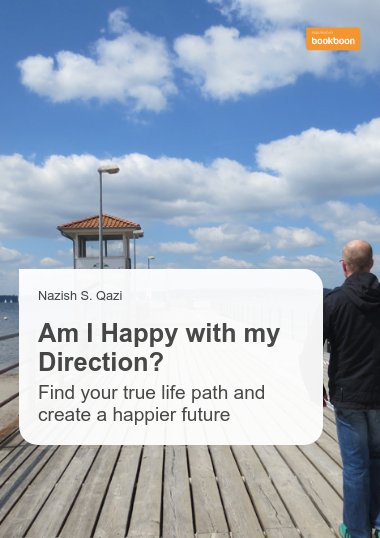 bookboon
Nazish S. Qazi
Am I Happy with my
Direction?
Find your true life path and
create a happier future